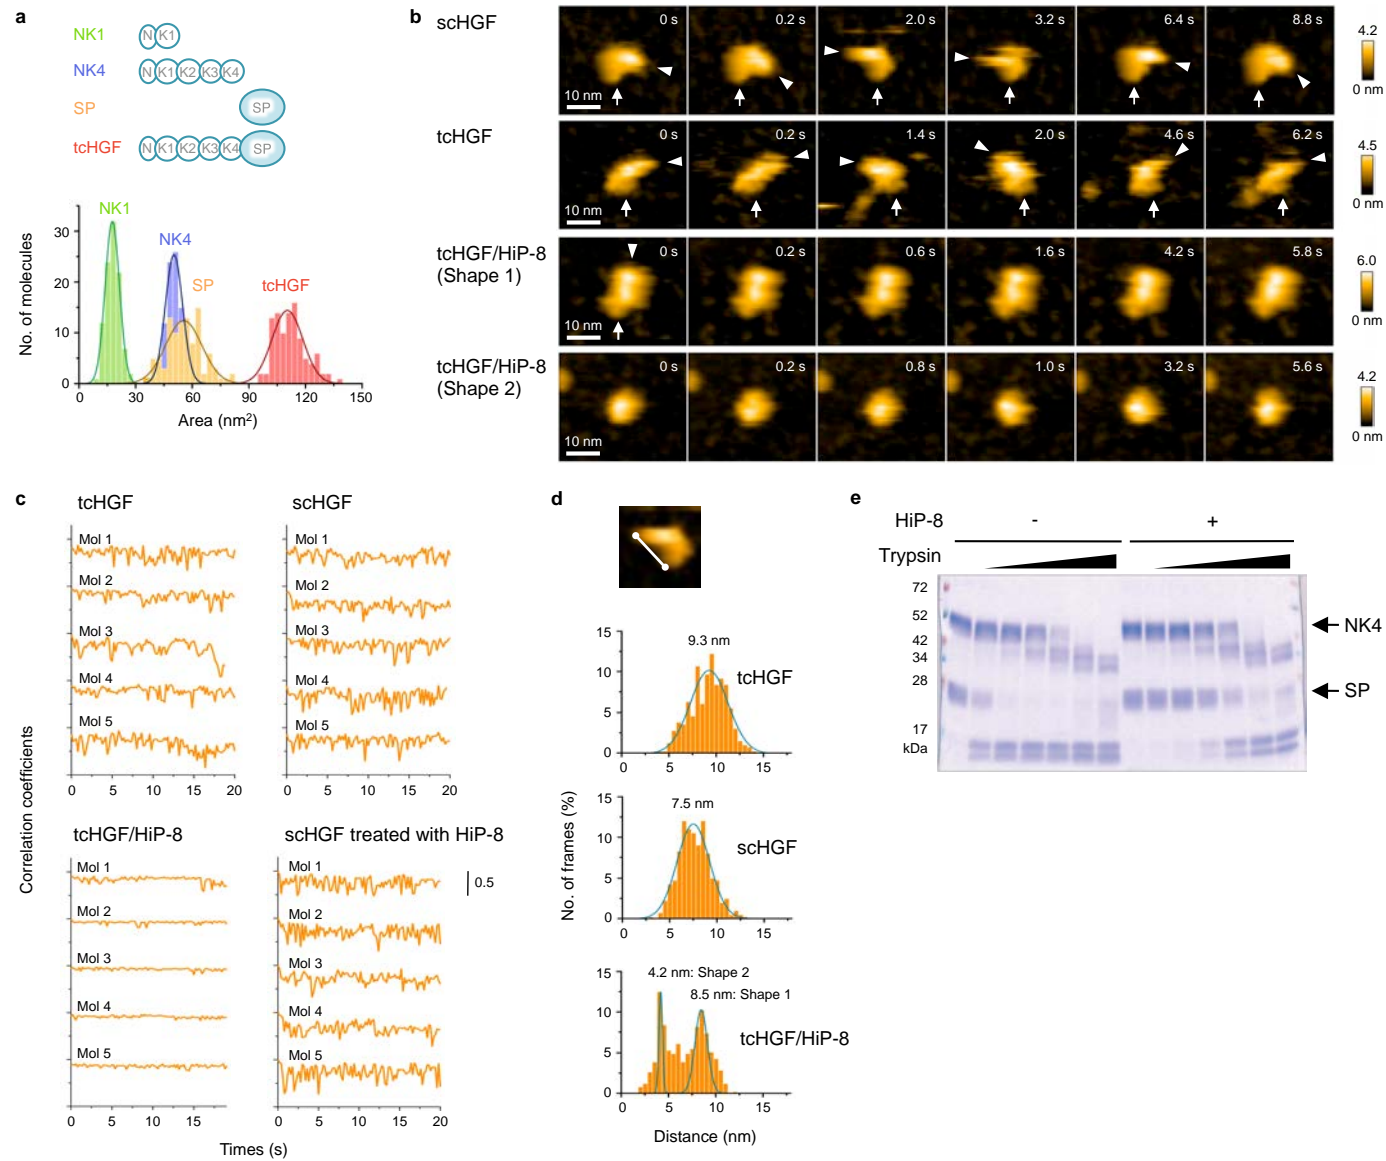 a
NK1
N K1
NK4
N K1 K2 K3 K4
SP
SP
tcHGF
N K1 K2 K3 K4 SP
NK1
NK4
SP
tcHGF
No. of molecules
30
20
10
0
0 30 60 90 120 150
Area (nm2)
b
scHGF
0 s 0.2 s 2.0 s 3.2 s 6.4 s 8.8 s
10 nm
4.2
0 nm
tcHGF
0 s 0.2 s 1.4 s 2.0 s 4.6 s 6.2 s
10 nm
4.5
0 nm
tcHGF/HiP-8
(Shape 1)
0 s 0.2 s 0.6 s 1.6 s 4.2 s 5.8 s
10 nm
6.0
0 nm
tcHGF/HiP-8
(Shape 2)
0 s 0.2 s 0.8 s 1.0 s 3.2 s 5.6 s
10 nm
4.2
0 nm
c
Correlation coefficients
tcHGF
Mol 1
Mol 2
Mol 3
Mol 4
Mol 5
0 5 10 15 20
scHGF
Mol 1
Mol 2
Mol 3
Mol 4
Mol 5
0 5 10 15 20
tcHGF/HiP-8
Mol 1
Mol 2
Mol 3
Mol 4
Mol 5
0 5 10 15
scHGF treated with HiP-8
Mol 1
Mol 2
Mol 3
Mol 4
Mol 5
0.5
0 5 10 15 20
Times (s)
d
No. of frames (%)
15
10
5
0
9.3 nm
tcHGF
0 5 10 15
15
10
5
0
7.5 nm
scHGF
0 5 10 15
15
10
5
0
4.2 nm: Shape 2
8.5 nm: Shape 1
tcHGF/HiP-8
0 5 10 15
Distance (nm)
e
HiP-8 - +
Trypsin
72
52
42
34
28
17
kDa
NK4
SP